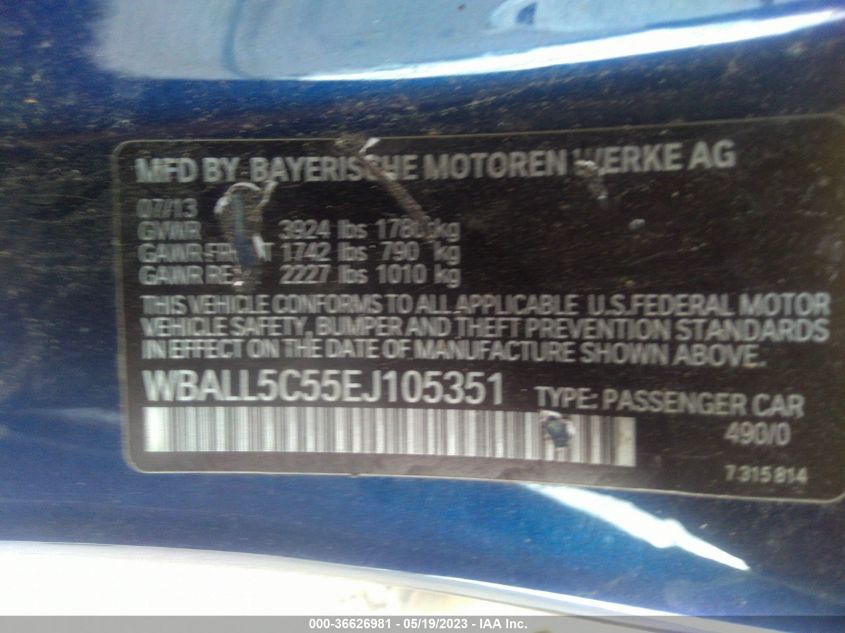 MFD BY BAYERISCHE MOTOREN WERKE AG
07/13
GVWR 3924 lbs 1780 kg
GAWR FRONT 1742 lbs 790 kg
GAWR REAR 2227 lbs 1010 kg
THIS VEHICLE CONFORMS TO ALL APPLICABLE U.S.FEDERAL MOTOR
VEHICLE SAFETY, BUMPER AND THEFT PREVENTION STANDARDS
IN EFFECT ON THE DATE OF MANUFACTURE SHOWN ABOVE.
WBALL5C55EJ105351 TYPE: PASSENGER CAR
490/0
7 315 814
000-36626981 - 05/19/2023 - IAA Inc.